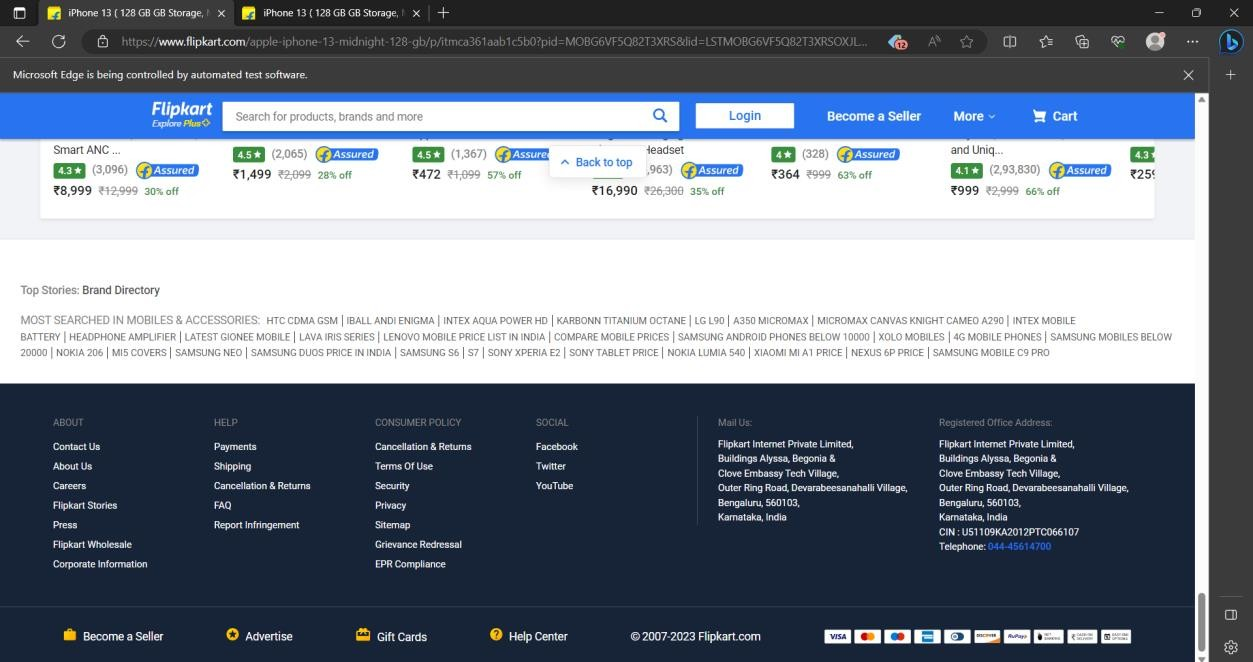 iPhone 13 ( 128 GB GB Storage,
iPhone 13 ( 128 GB GB Storage,
https://www.flipkart.com/apple-iphone-13-midnight-128-gb/p/itmca361aab1c5b0?pid=MOBG6VF5Q82T3XRS&lid=LSTMOBG6VF5Q82T3XRSOXJL...
12
Microsoft Edge is being controlled by automated test software.
Flipkart
Explore Plus
Search for products, brands and more
Login
Become a Seller
More
Cart
Smart ANC ...
4.3★ (3,096) Assured
₹8,999 ₹12,999 30% off
4.5★ (2,065) Assured
₹1,499 ₹2,099 28% off
4.5★ (1,367) Assured
₹472 ₹1,099 57% off
Back to top
Headset
,963) Assured
₹16,990 ₹26,300 35% off
4★ (328) Assured
₹364 ₹999 63% off
and Uniq...
4.1★ (2,93,830) Assured
₹999 ₹2,999 66% off
4.3
₹259
Top Stories: Brand Directory
MOST SEARCHED IN MOBILES & ACCESSORIES: HTC CDMA GSM | IBALL ANDI ENIGMA | INTEX AQUA POWER HD | KARBONN TITANIUM OCTANE | LG L90 | A350 MICROMAX | MICROMAX CANVAS KNIGHT CAMEO A290 | INTEX MOBILE
BATTERY | HEADPHONE AMPLIFIER | LATEST GIONEE MOBILE | LAVA IRIS SERIES | LENOVO MOBILE PRICE LIST IN INDIA | COMPARE MOBILE PRICES | SAMSUNG ANDROID PHONES BELOW 10000 | XOLO MOBILES | 4G MOBILE PHONES | SAMSUNG MOBILES BELOW
20000 | NOKIA 206 | MI5 COVERS | SAMSUNG NEO | SAMSUNG DUOS PRICE IN INDIA | SAMSUNG S6 | S7 | SONY XPERIA E2 | SONY TABLET PRICE | NOKIA LUMIA 540 | XIAOMI MI A1 PRICE | NEXUS 6P PRICE | SAMSUNG MOBILE C9 PRO
ABOUT
Contact Us
About Us
Careers
Flipkart Stories
Press
Flipkart Wholesale
Corporate Information
HELP
Payments
Shipping
Cancellation & Returns
FAQ
Report Infringement
CONSUMER POLICY
Cancellation & Returns
Terms Of Use
Security
Privacy
Sitemap
Grievance Redressal
EPR Compliance
SOCIAL
Facebook
Twitter
YouTube
Mail Us:
Flipkart Internet Private Limited,
Buildings Alyssa, Begonia &
Clove Embassy Tech Village,
Outer Ring Road, Devarabeesanahalli Village,
Bengaluru, 560103,
Karnataka, India
Registered Office Address:
Flipkart Internet Private Limited,
Buildings Alyssa, Begonia &
Clove Embassy Tech Village,
Outer Ring Road, Devarabeesanahalli Village,
Bengaluru, 560103,
Karnataka, India
CIN : U51109KA2012PTC066107
Telephone: 044-45614700
Become a Seller
Advertise
Gift Cards
Help Center
© 2007-2023 Flipkart.com
VISA
DISCOVER
RuPay